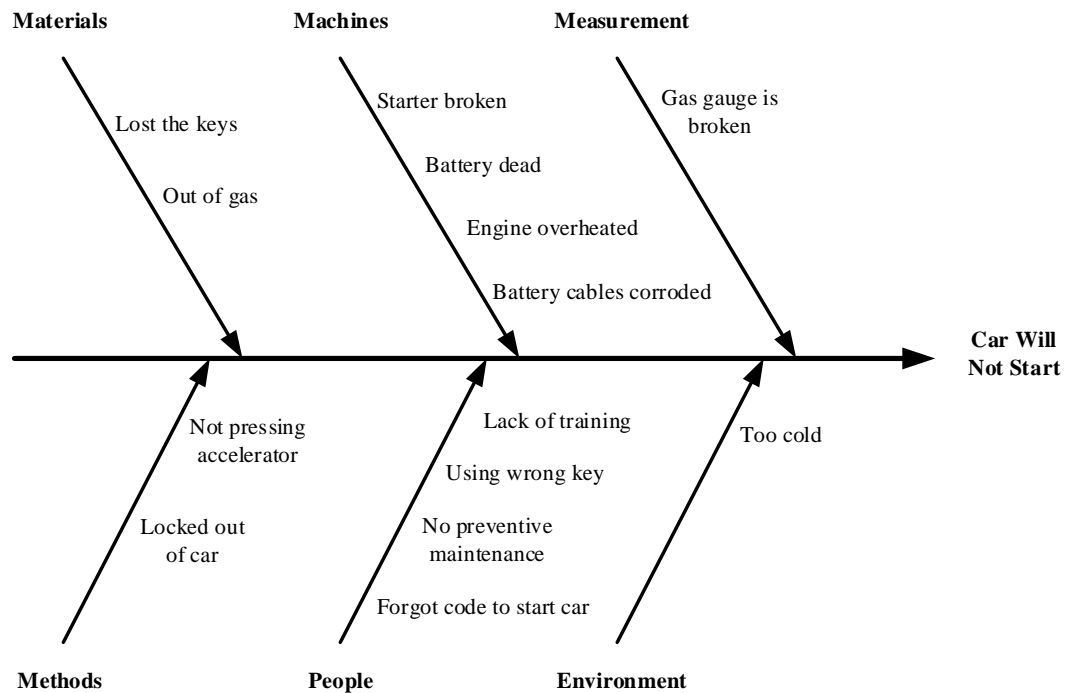 Materials
Machines
Measurement
Lost the keys
Out of gas
Starter broken
Battery dead
Engine overheated
Battery cables corroded
Gas gauge is
broken
Car Will
Not Start
Not pressing
accelerator
Locked out
of car
Lack of training
Using wrong key
No preventive
maintenance
Forgot code to start car
Too cold
Methods
People
Environment